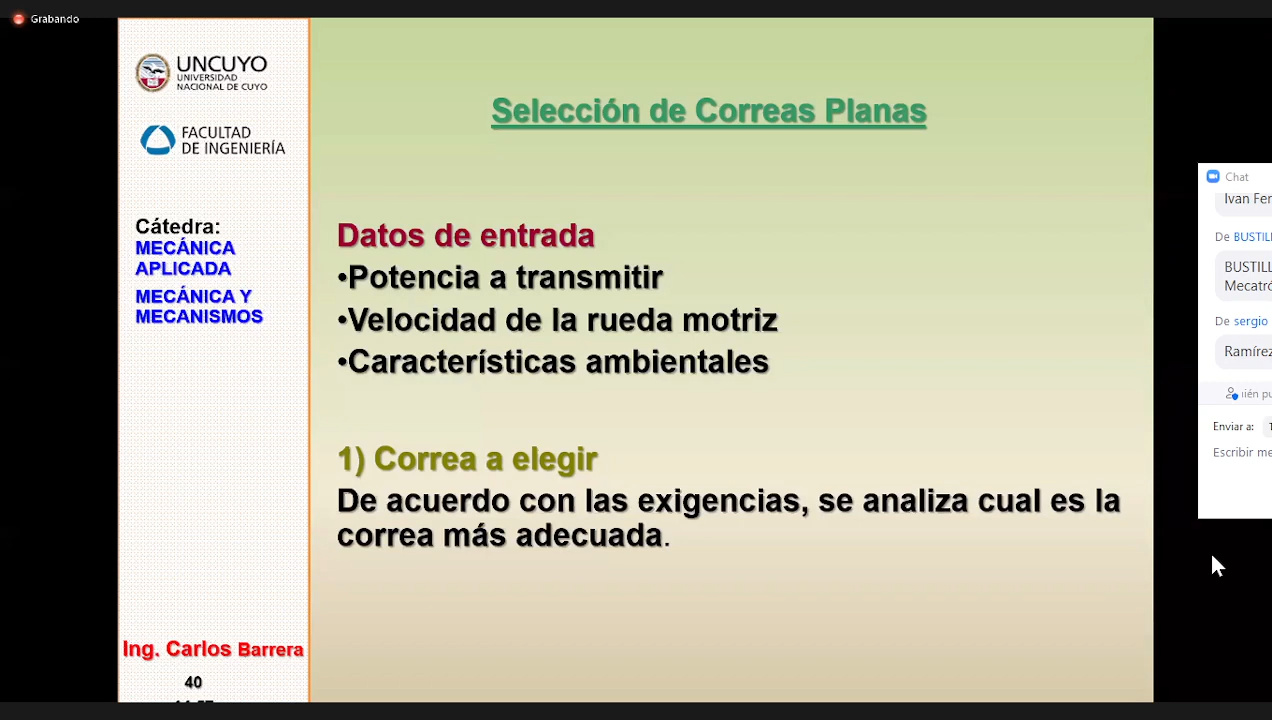 Grabando
UNCUYO
UNIVERSIDAD
NACIONAL DE CUYO
FACULTAD
DE INGENIERÍA
Cátedra:
MECÁNICA
APLICADA
MECÁNICA Y
MECANISMOS
Ing. Carlos Barrera
40
Selección de Correas Planas
Datos de entrada
•Potencia a transmitir
•Velocidad de la rueda motriz
•Características ambientales
1) Correa a elegir
De acuerdo con las exigencias, se analiza cual es la
correa más adecuada.
Chat
Ivan Fer
De BUSTILL
BUSTILL
Mecatró
De sergio
Ramírez
Enviar a:
Escribir me